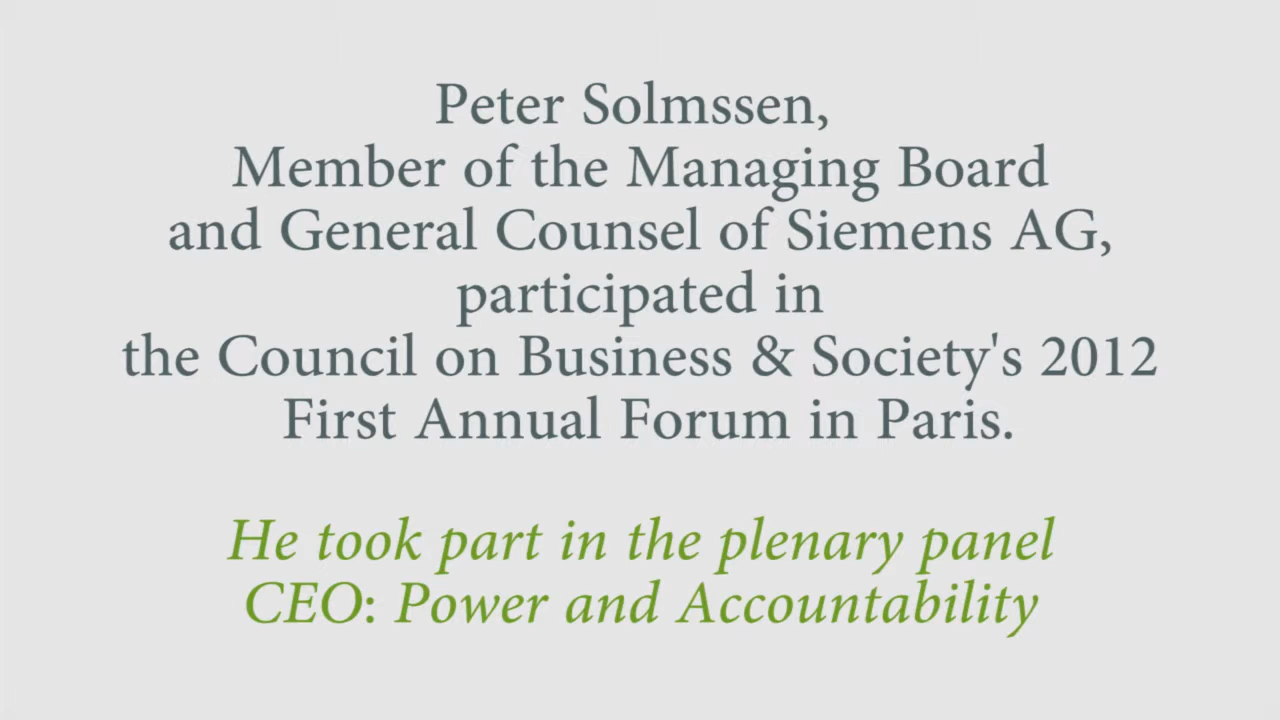 Peter Solmssen,
Member of the Managing Board
and General Counsel of Siemens AG,
participated in
the Council on Business & Society's 2012
First Annual Forum in Paris.
He took part in the plenary panel
CEO: Power and Accountability